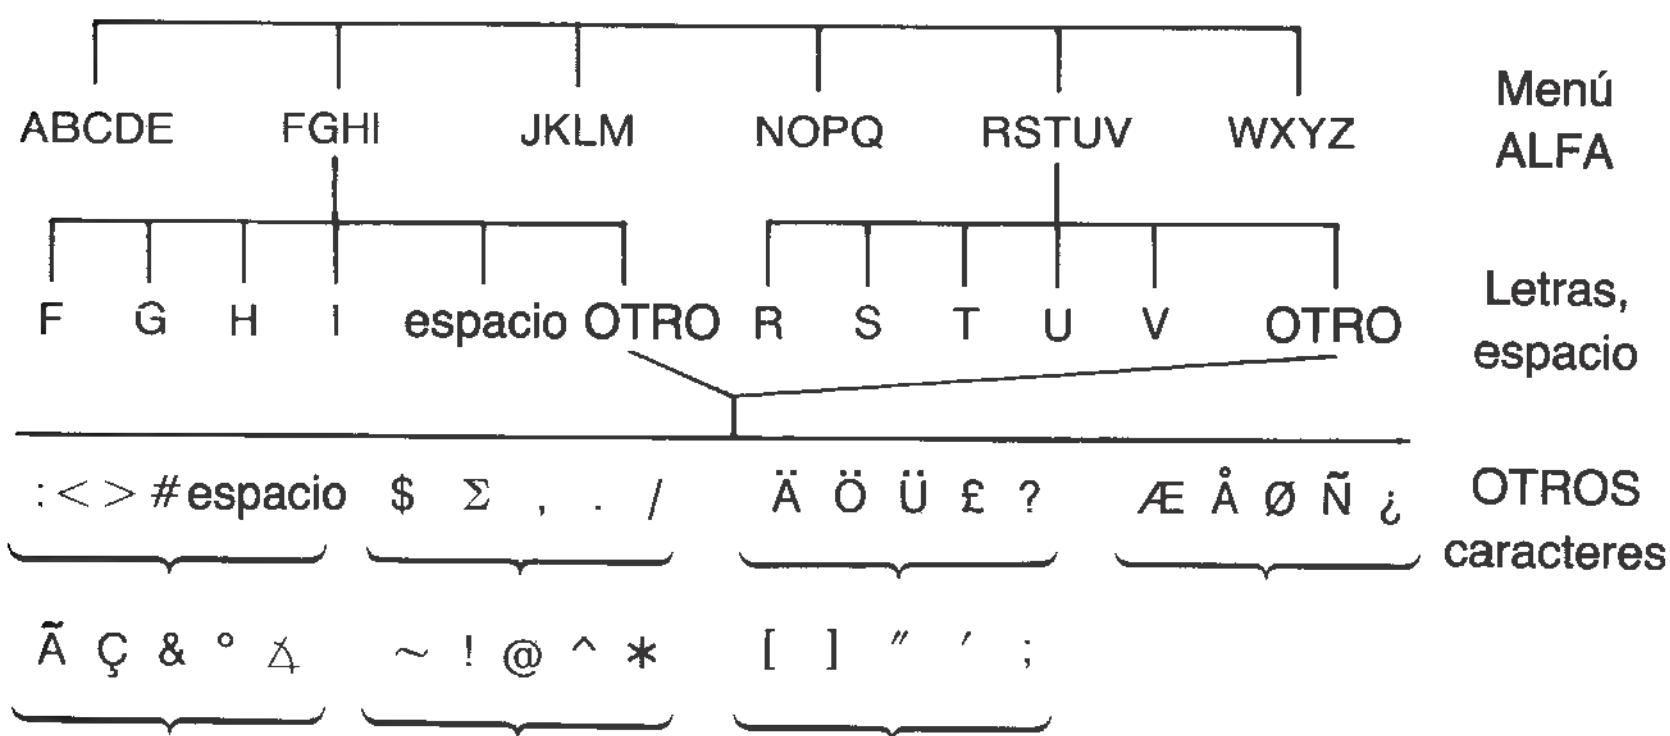 ABCDE FGHI JKLM NOPQ RSTUV WXYZ Menú
ALFA
F G H I espacio OTRO R S T U V OTRO Letras,
espacio
: < > # espacio $ Σ , . / Ä Ö Ü £ ? Æ Å Ø Ñ ¿ OTROS
caracteres
Ã Ç & ° ∡ ~ ! @ ^ * [ ] " ' ;